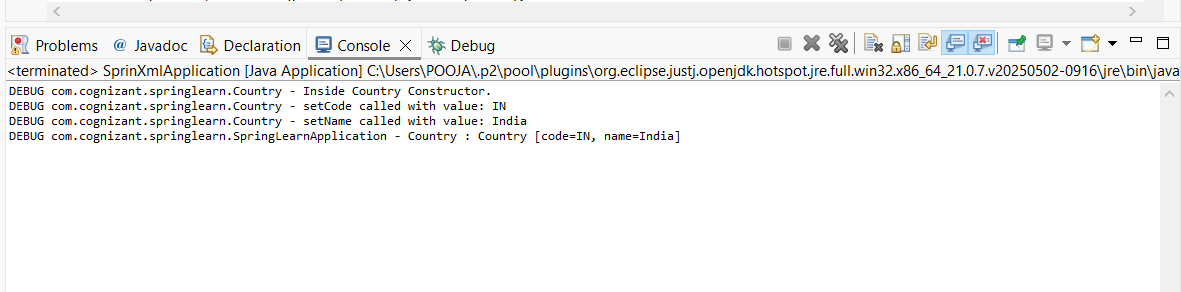 Problems @ Javadoc Declaration Console Debug
<terminated> SprinXmlApplication [Java Application] C:\Users\POOJA\.p2\pool\plugins\org.eclipse.justj.openjdk.hotspot.jre.full.win32.x86_64_21.0.7.v20250502-0916\jre\bin\java
DEBUG com.cognizant.springlearn.Country - Inside Country Constructor.
DEBUG com.cognizant.springlearn.Country - setCode called with value: IN
DEBUG com.cognizant.springlearn.Country - setName called with value: India
DEBUG com.cognizant.springlearn.SpringLearnApplication - Country : Country [code=IN, name=India]